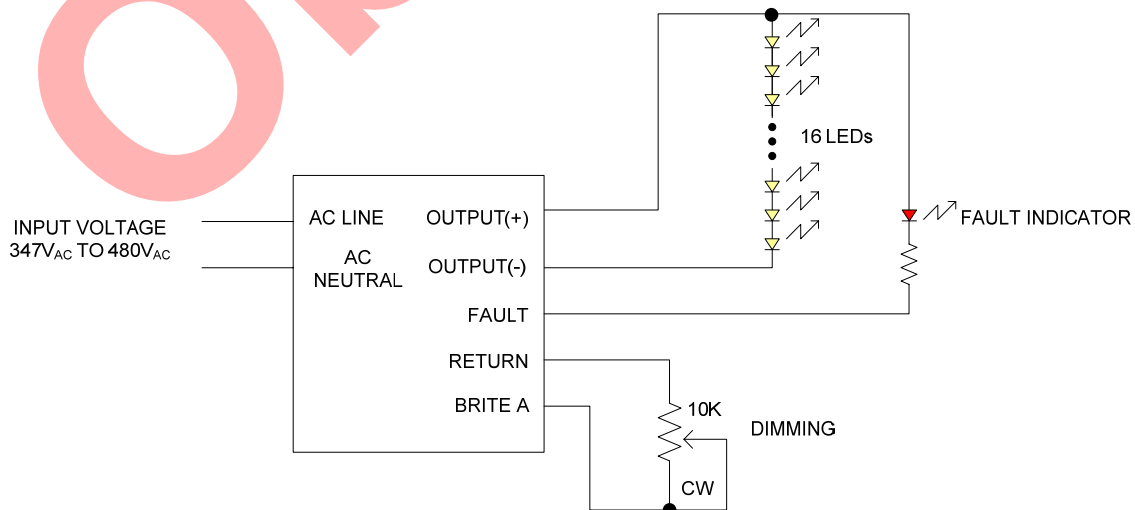 16 LEDs
INPUT VOLTAGE
347VAC TO 480VAC
AC LINE
OUTPUT(+)
FAULT INDICATOR
AC
NEUTRAL
OUTPUT(-)
FAULT
RETURN
BRITE A
10K
DIMMING
CW